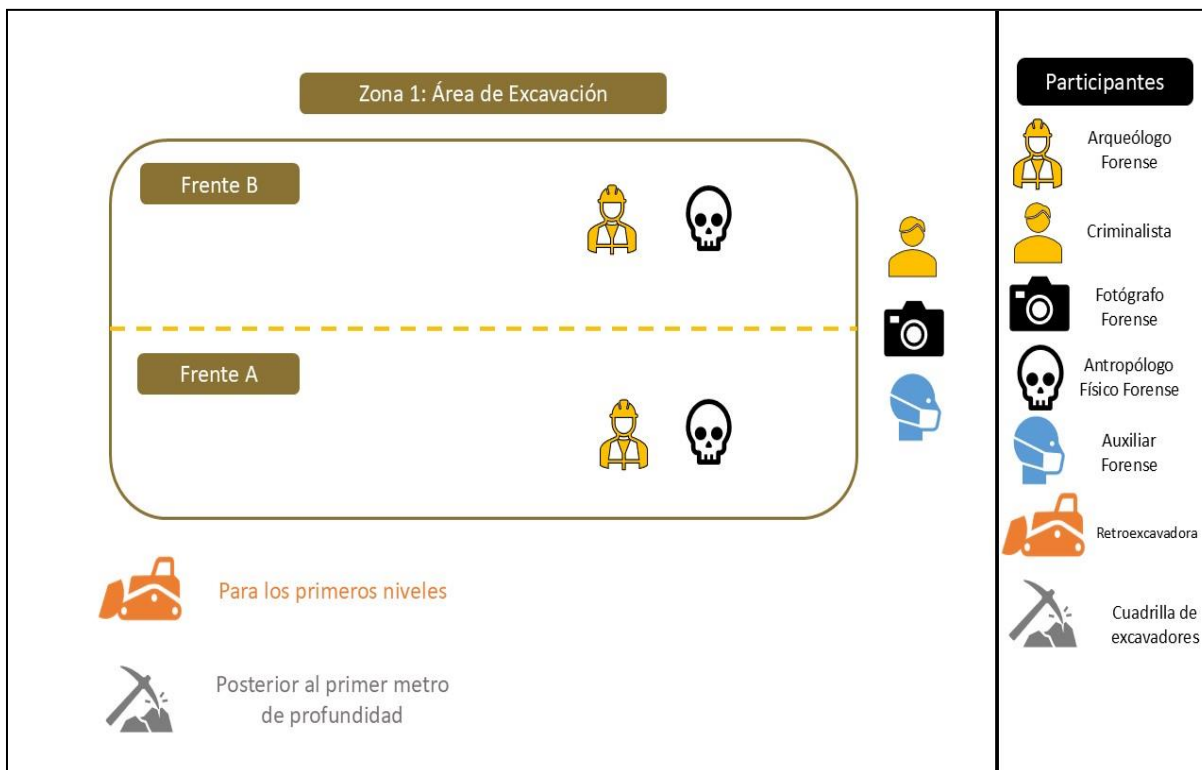 Zona 1: Área de Excavación
Frente B
Frente A
Para los primeros niveles
Posterior al primer metro
de profundidad
Participantes
Arqueólogo
Forense
Criminalista
Fotógrafo
Forense
Antropólogo
Físico Forense
Auxiliar
Forense
Retroexcavadora
Cuadrilla de
excavadores